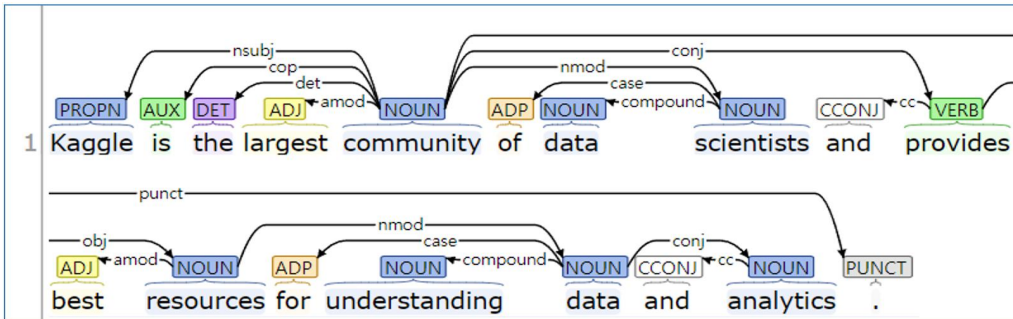 nsubj
conj
cop
nmod
det
case
PROPN AUX DET ADJ amod NOUN ADP NOUN compound NOUN CCONJ cc VERB
1 Kaggle is the largest community of data scientists and provides
punct
nmod
obj case conj
ADJ amod NOUN ADP NOUN compound NOUN CCONJ cc NOUN PUNCT
best resources for understanding data and analytics .